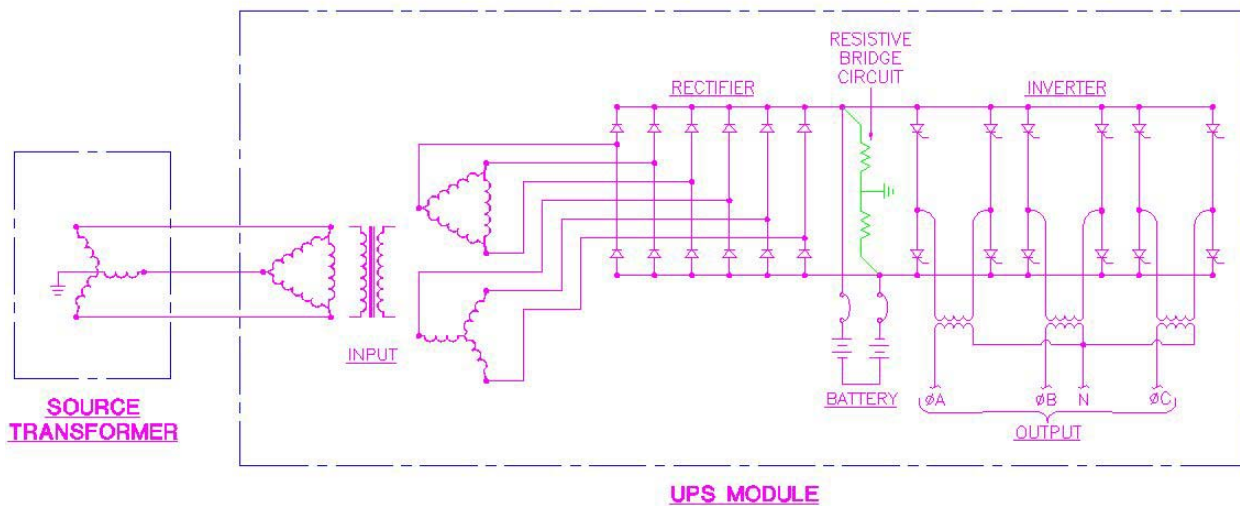 RESISTIVE
BRIDGE
CIRCUIT
RECTIFIER
INVERTER
INPUT
SOURCE
TRANSFORMER
BATTERY
ØA
ØB
N
ØC
OUTPUT
UPS MODULE